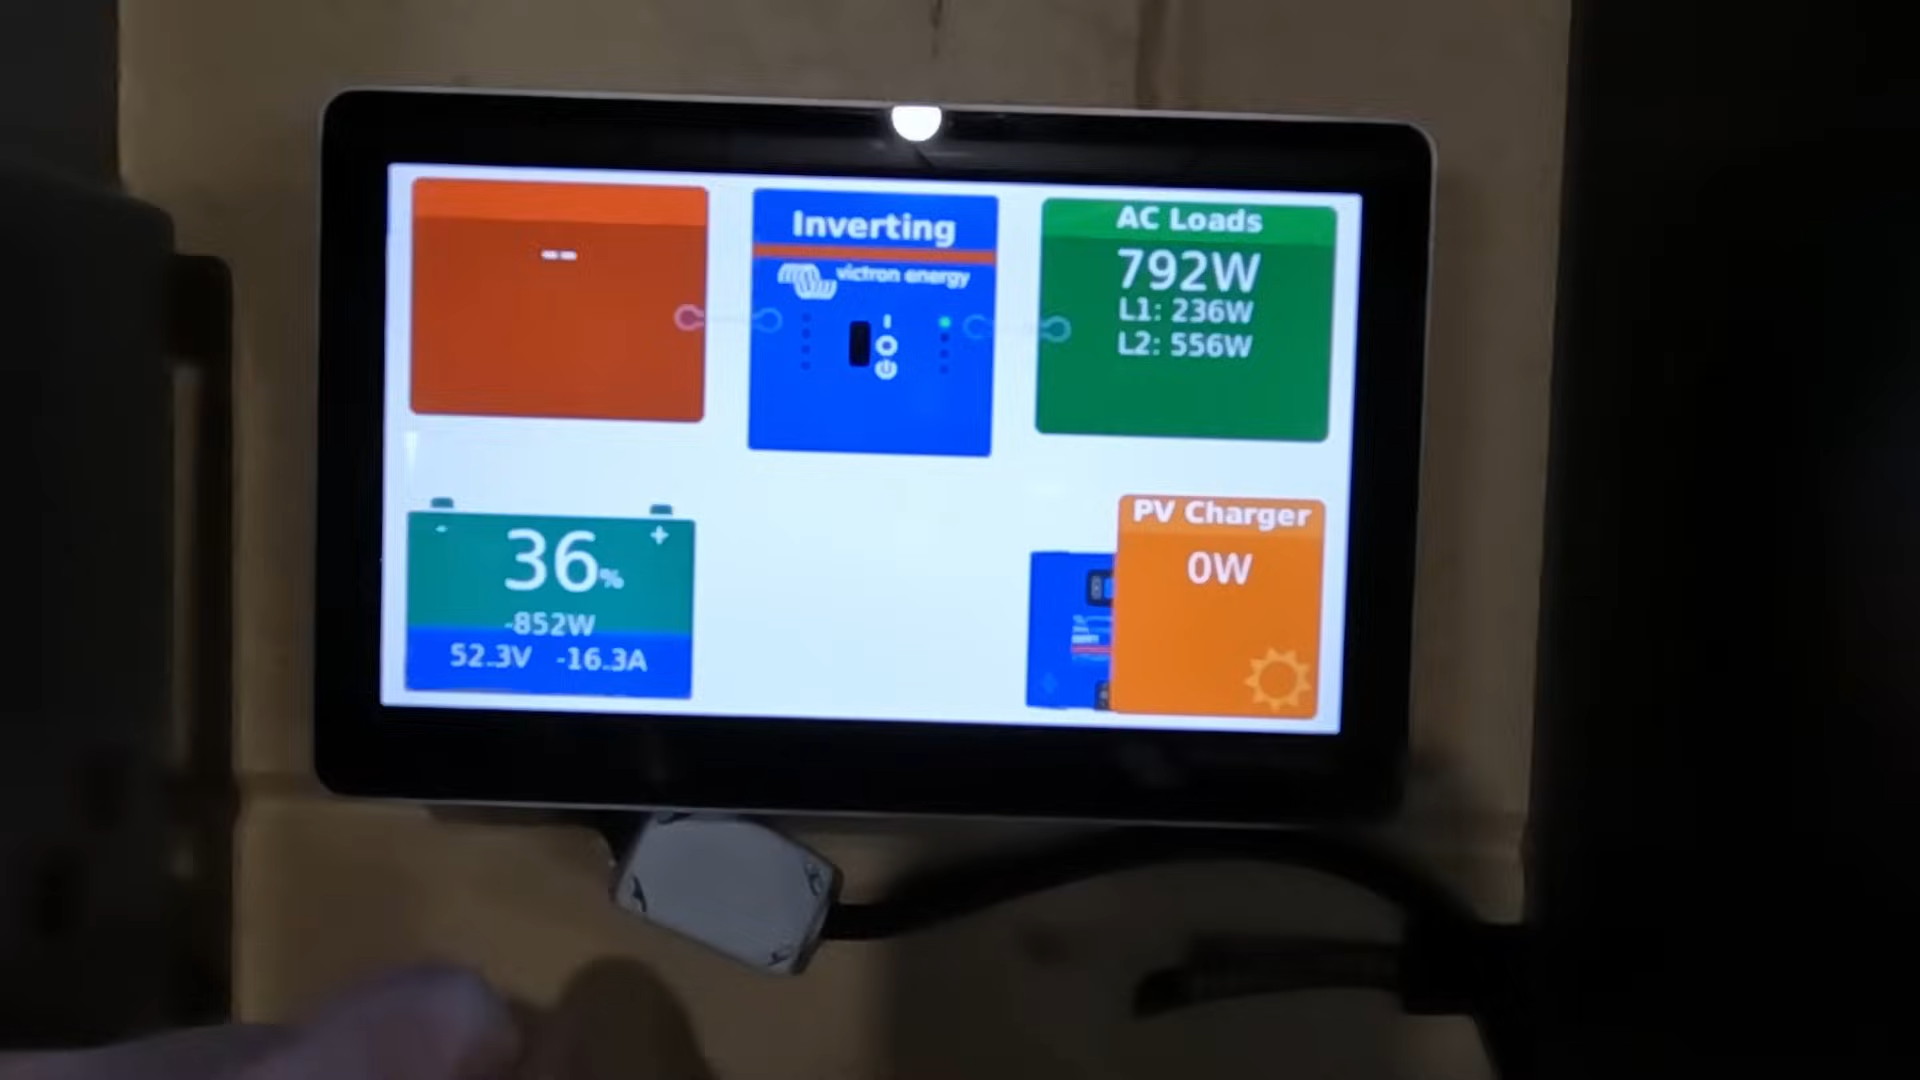 --
Inverting
victron energy
AC Loads
792W
L1: 236W
L2: 556W
- +
36%
-852W
52.3V -16.3A
PV Charger
0W